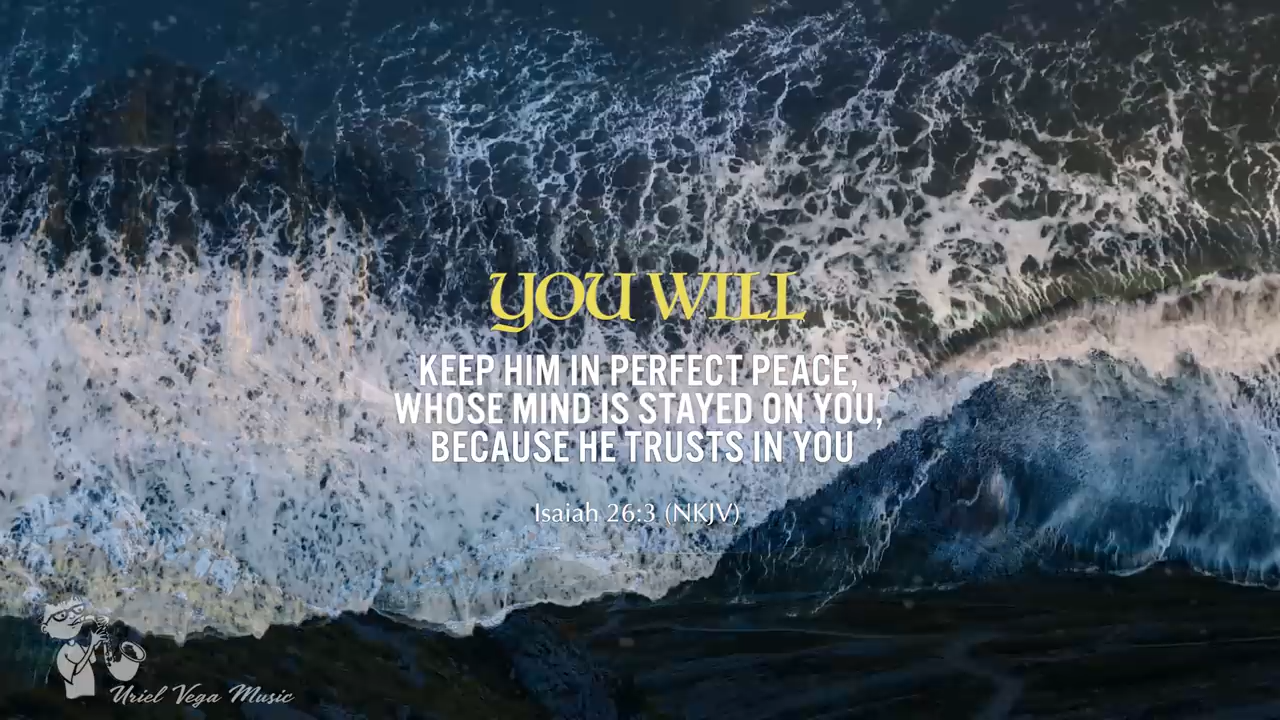 YOU WILL
KEEP HIM IN PERFECT PEACE,
WHOSE MIND IS STAYED ON YOU,
BECAUSE HE TRUSTS IN YOU
Isaiah 26:3 (NKJV)
Uriel Vega Music